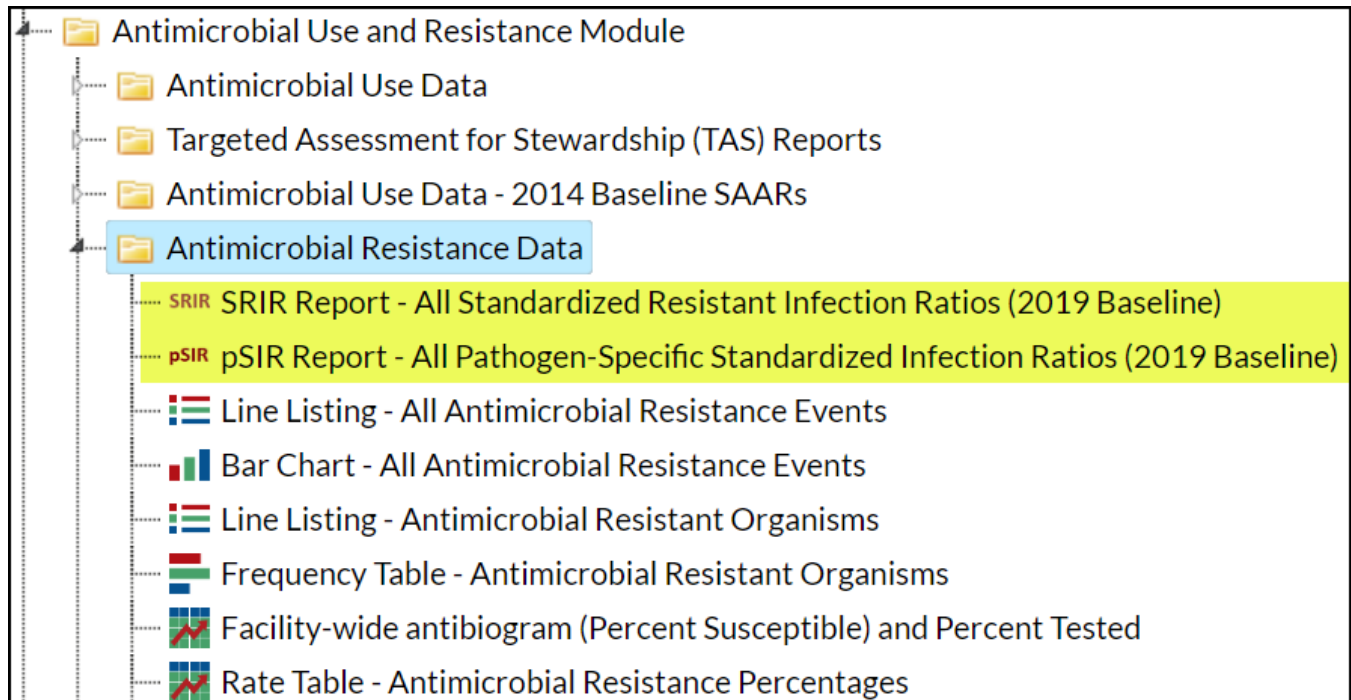 Antimicrobial Use and Resistance Module
Antimicrobial Use Data
Targeted Assessment for Stewardship (TAS) Reports
Antimicrobial Use Data - 2014 Baseline SAARs
Antimicrobial Resistance Data
SRIR SRIR Report - All Standardized Resistant Infection Ratios (2019 Baseline)
pSIR pSIR Report - All Pathogen-Specific Standardized Infection Ratios (2019 Baseline)
Line Listing - All Antimicrobial Resistance Events
Bar Chart - All Antimicrobial Resistance Events
Line Listing - Antimicrobial Resistant Organisms
Frequency Table - Antimicrobial Resistant Organisms
Facility-wide antibiogram (Percent Susceptible) and Percent Tested
Rate Table - Antimicrobial Resistance Percentages